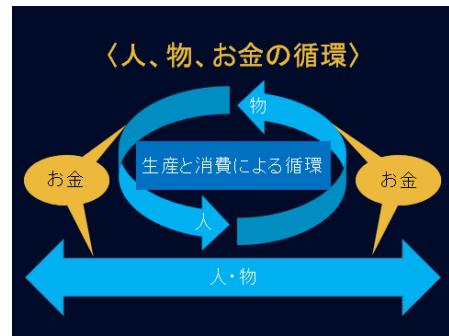 〈人、物、お金の循環〉
物
生産と消費による循環
お金
お金
人
人・物